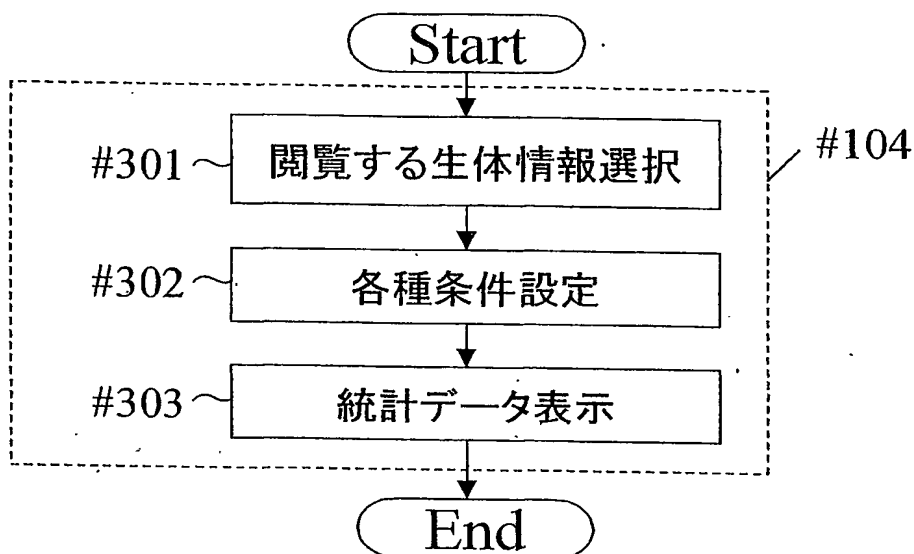 Start
#104
#301 閲覧する生体情報選択
#302 各種条件設定
#303 統計データ表示
End